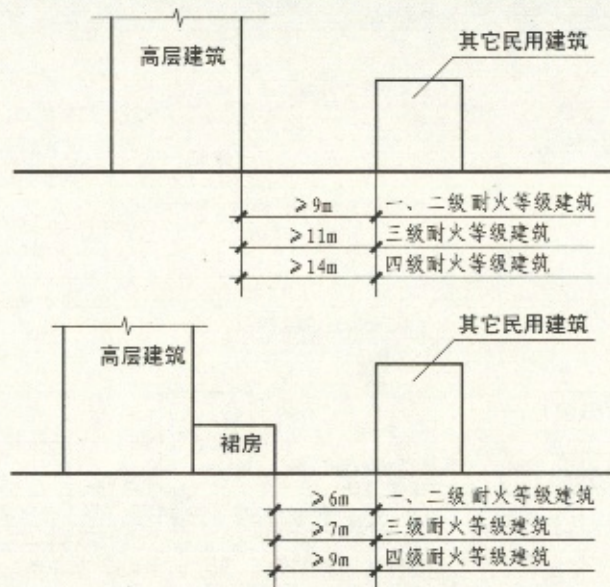 高层建筑
其它民用建筑
≥9m 一、二级耐火等级建筑
≥11m 三级耐火等级建筑
≥14m 四级耐火等级建筑
其它民用建筑
高层建筑
裙房
≥6m 一、二级耐火等级建筑
≥7m 三级耐火等级建筑
≥9m 四级耐火等级建筑